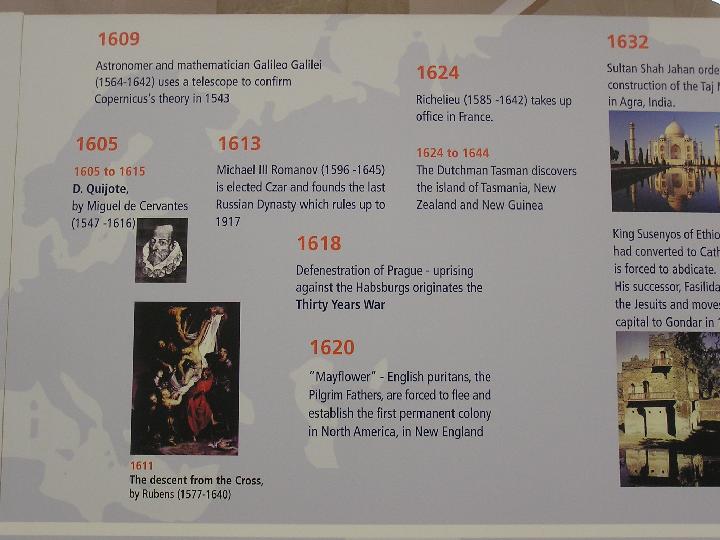 1609
Astronomer and mathematician Galileo Galilei
(1564-1642) uses a telescope to confirm
Copernicus's theory in 1543
1605
1605 to 1615
D. Quijote,
by Miguel de Cervantes
(1547 -1616)
1613
Michael III Romanov (1596 -1645)
is elected Czar and founds the last
Russian Dynasty which rules up to
1917
1618
Defenestration of Prague - uprising
against the Habsburgs originates the
Thirty Years War
1620
"Mayflower" - English puritans, the
Pilgrim Fathers, are forced to flee and
establish the first permanent colony
in North America, in New England
1611
The descent from the Cross,
by Rubens (1577-1640)
1624
Richelieu (1585 -1642) takes up
office in France.
1624 to 1644
The Dutchman Tasman discovers
the island of Tasmania, New
Zealand and New Guinea
1632
Sultan Shah Jahan
construction of the Taj
in Agra, India.
King Susenyos of
had converted to
is forced to abdicate.
His successor,
the Jesuits and
capital to Gondar in